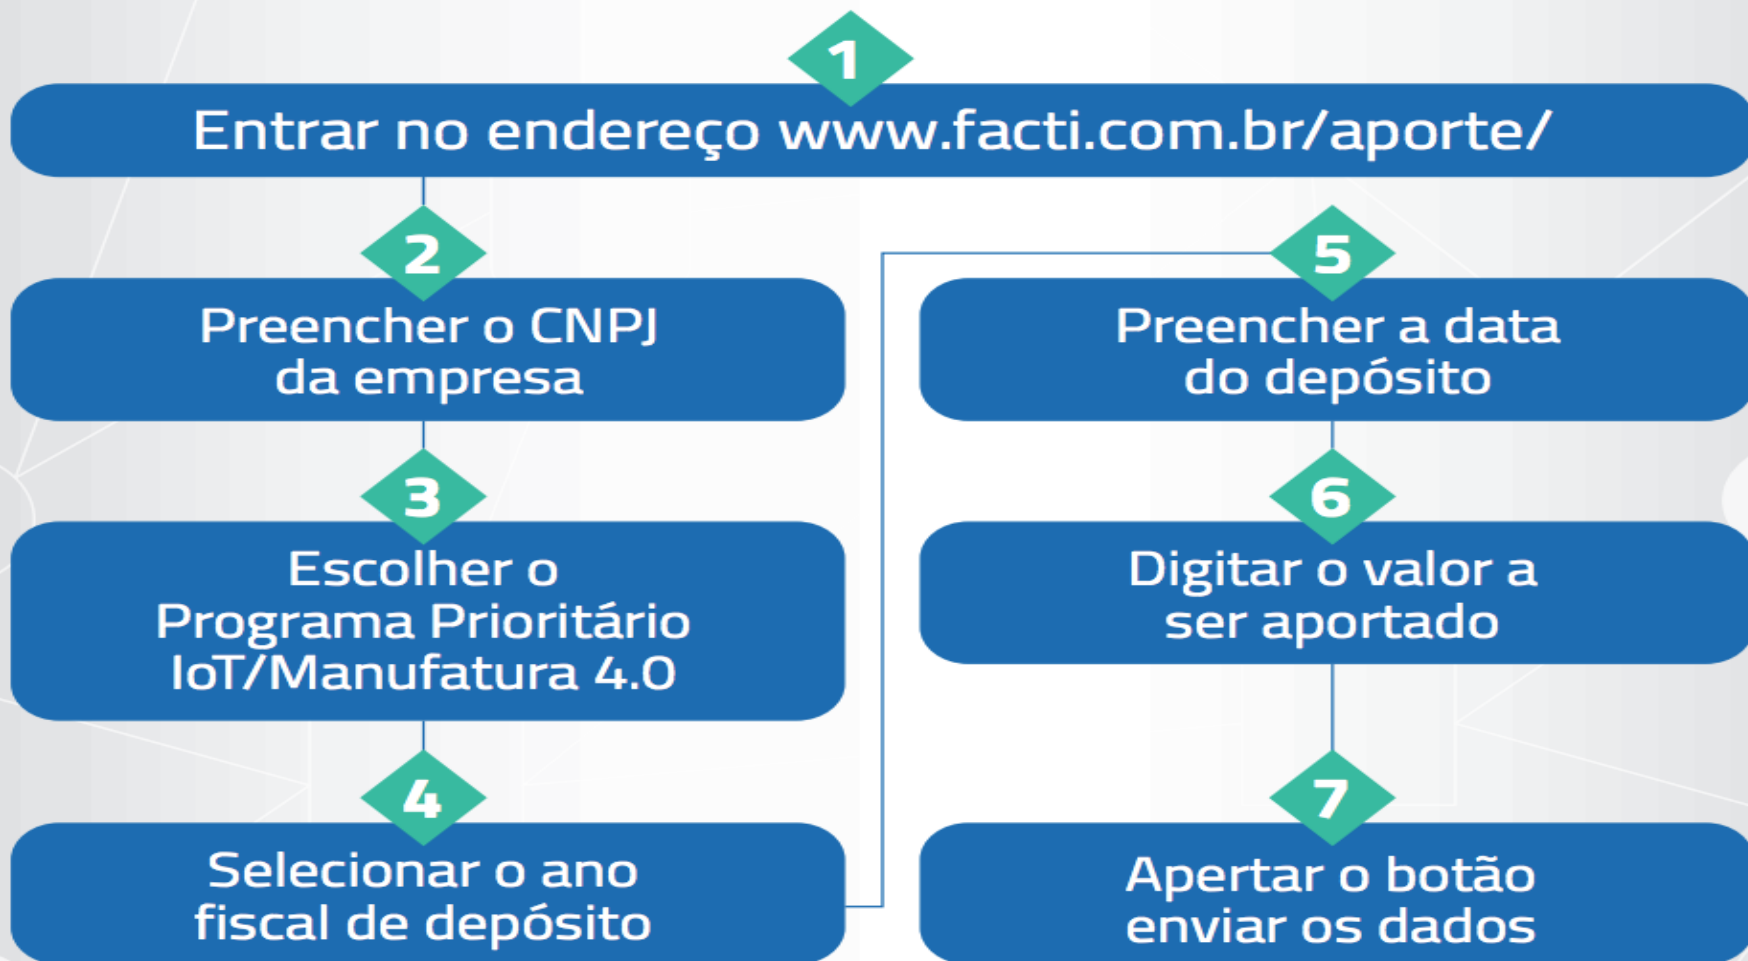 1
Entrar no endereço www.facti.com.br/aporte/
2
Preencher o CNPJ
da empresa
3
Escolher o
Programa Prioritário
IoT/Manufatura 4.0
4
Selecionar o ano
fiscal de depósito
5
Preencher a data
do depósito
6
Digitar o valor a
ser aportado
7
Apertar o botão
enviar os dados